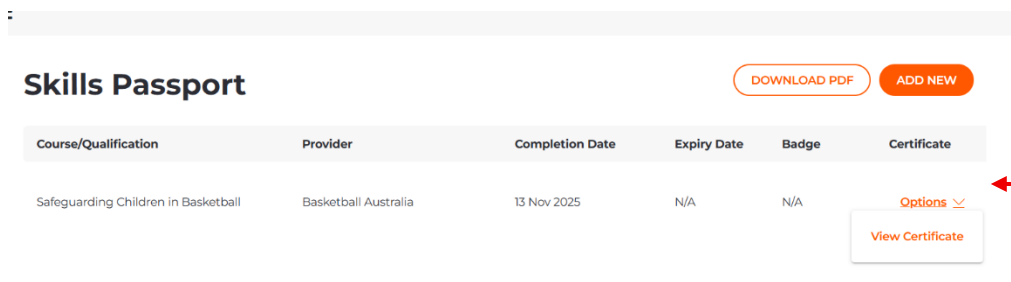 Skills Passport
DOWNLOAD PDF
ADD NEW
Course/Qualification Provider Completion Date Expiry Date Badge Certificate
Safeguarding Children in Basketball Basketball Australia 13 Nov 2025 N/A N/A Options
View Certificate